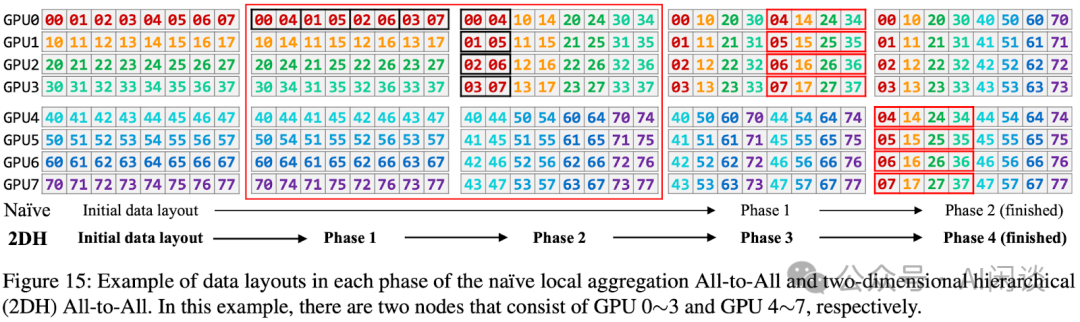 GPU0 00 01 02 03 04 05 06 07 00 04 01 05 02 06 03 07 00 04 10 14 20 24 30 34 00 10 20 30 04 14 24 34 00 10 20 30 40 50 60 70
GPU1 10 11 12 13 14 15 16 17 10 14 11 15 12 16 13 17 01 05 11 15 21 25 31 35 01 11 21 31 05 15 25 35 01 11 21 31 41 51 61 71
GPU2 20 21 22 23 24 25 26 27 20 24 21 25 22 26 23 27 02 06 12 16 22 26 32 36 02 12 22 32 06 16 26 36 02 12 22 32 42 52 62 72
GPU3 30 31 32 33 34 35 36 37 30 34 31 35 32 36 33 37 03 07 13 17 23 27 33 37 03 13 23 33 07 17 27 37 03 13 23 33 43 53 63 73
GPU4 40 41 42 43 44 45 46 47 40 44 41 45 42 46 43 47 40 44 50 54 60 64 70 74 40 50 60 70 44 54 64 74 04 14 24 34 44 54 64 74
GPU5 50 51 52 53 54 55 56 57 50 54 51 55 52 56 53 57 41 45 51 55 61 65 71 75 41 51 61 71 45 55 65 75 05 15 25 35 45 55 65 75
GPU6 60 61 62 63 64 65 66 67 60 64 61 65 62 66 63 67 42 46 52 56 62 66 72 76 42 52 62 72 46 56 66 76 06 16 26 36 46 56 66 76
GPU7 70 71 72 73 74 75 76 77 70 74 71 75 72 76 73 77 43 47 53 57 63 67 73 77 43 53 63 73 47 57 67 77 07 17 27 37 47 57 67 77
Naïve Initial data layout Phase 1 Phase 2 (finished)
2DH Initial data layout Phase 1 Phase 2 Phase 3 Phase 4 (finished)
Figure 15: Example of data layouts in each phase of the naïve local aggregation All-to-All and two-dimensional hierarchical
(2DH) All-to-All. In this example, there are two nodes that consist of GPU 0∼3 and GPU 4∼7, respectively.
公众号 · AI闲谈